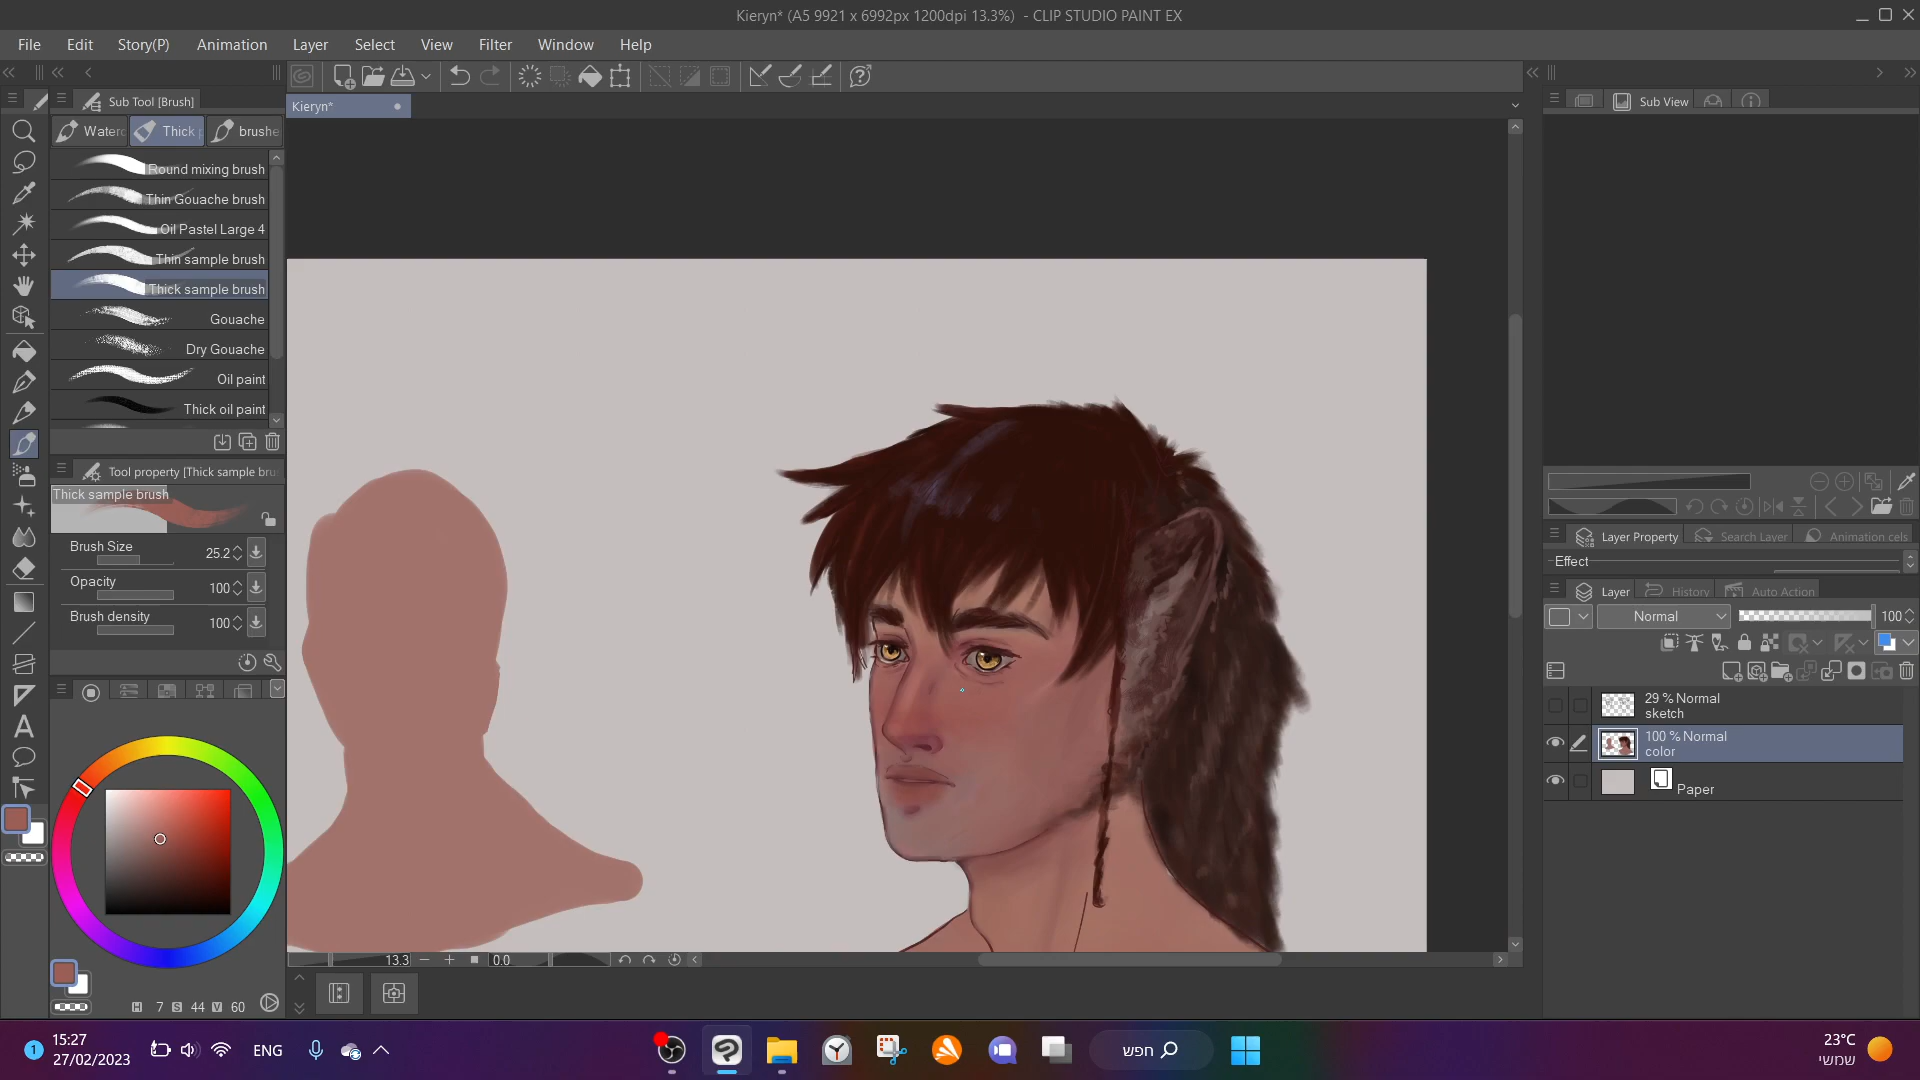 Kieryn* (A5 9921 x 6992px 1200dpi 13.3%) - CLIP STUDIO PAINT EX
File Edit Story(P) Animation Layer Select View Filter Window Help
Sub Tool [Brush]
Kieryn*
Sub View
Waterc Thick p brushe
Round mixing brush
Thin Gouache brush
Oil Pastel Large 4
Thin sample brush
Thick sample brush
Gouache
Dry Gouache
Oil paint
Thick oil paint
Tool property [Thick sample bru
Thick sample brush
Brush Size 25.2
Opacity 100
Brush density 100
H 7 S 44 V 60
13.3 0.0
Layer Property Search Layer Animation cels
Effect
Layer History Auto Action
Normal 100
29 % Normal
sketch
100 % Normal
color
Paper
1
15:27
27/02/2023
ENG
חפש
23°C
שמשי